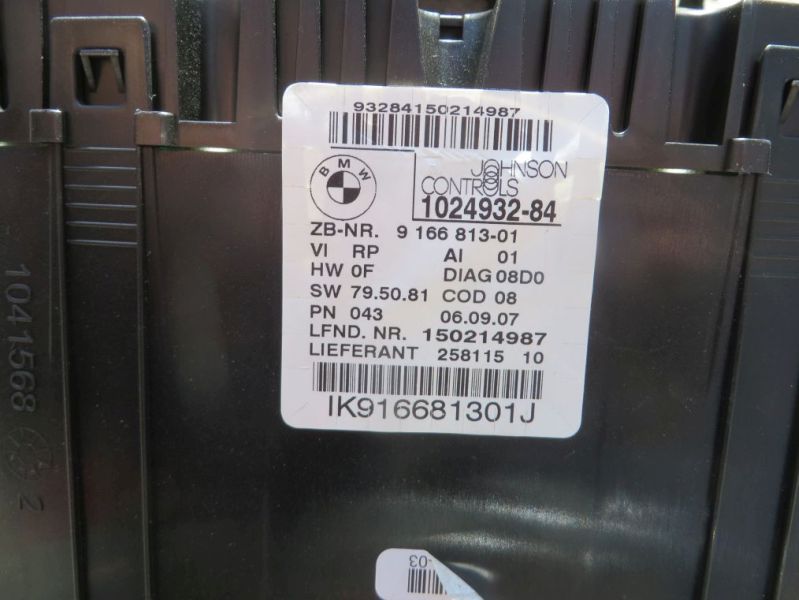 93284150214987
BMW
JOHNSON
CONTROLS
1024932-84
ZB-NR. 9 166 813-01
VI RP AI 01
HW 0F DIAG 08D0
SW 79.50.81 COD 08
PN 043 06.09.07
LFND. NR. 150214987
LIEFERANT 258115 10
IK916681301J
1041568 2
-03